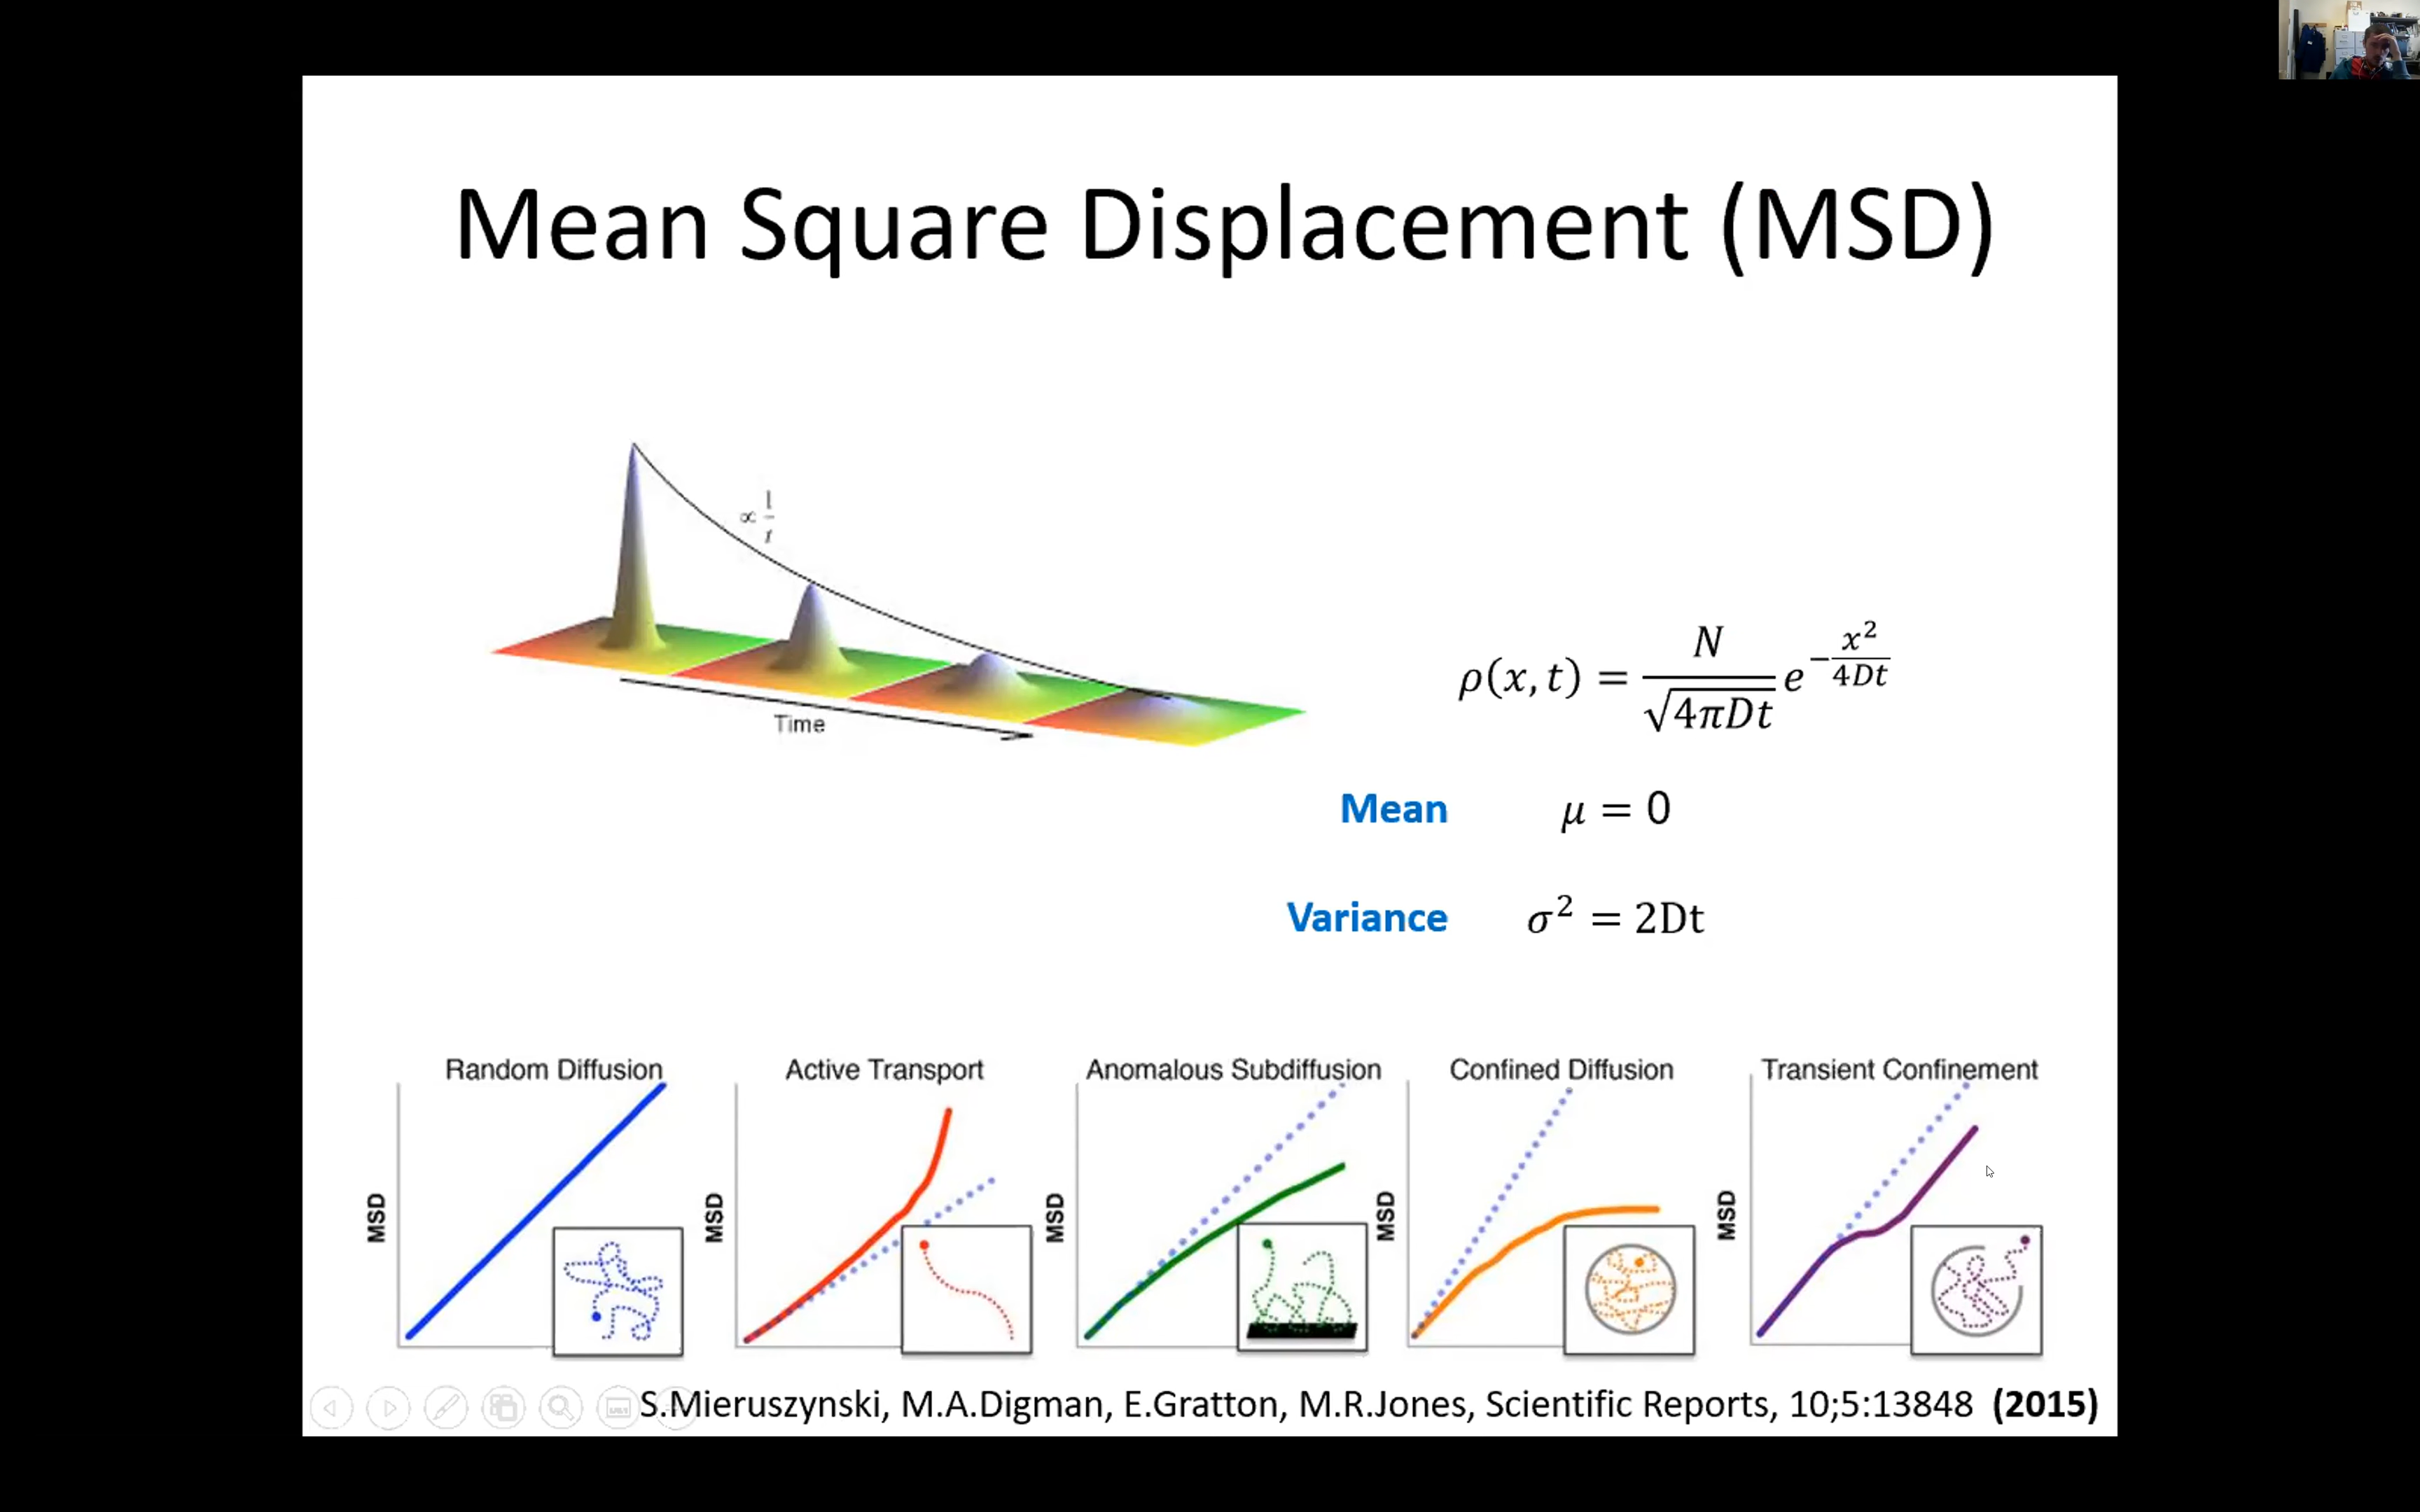 Mean Square Displacement (MSD)
∝ 1/t
Time
ρ(x, t) = N/√(4πDt) e^(−x²/4Dt)
Mean μ = 0
Variance σ² = 2Dt
Random Diffusion
Active Transport
Anomalous Subdiffusion
Confined Diffusion
Transient Confinement
MSD
MSD
MSD
MSD
MSD
S.Mieruszynski, M.A.Digman, E.Gratton, M.R.Jones, Scientific Reports, 10;5:13848 (2015)